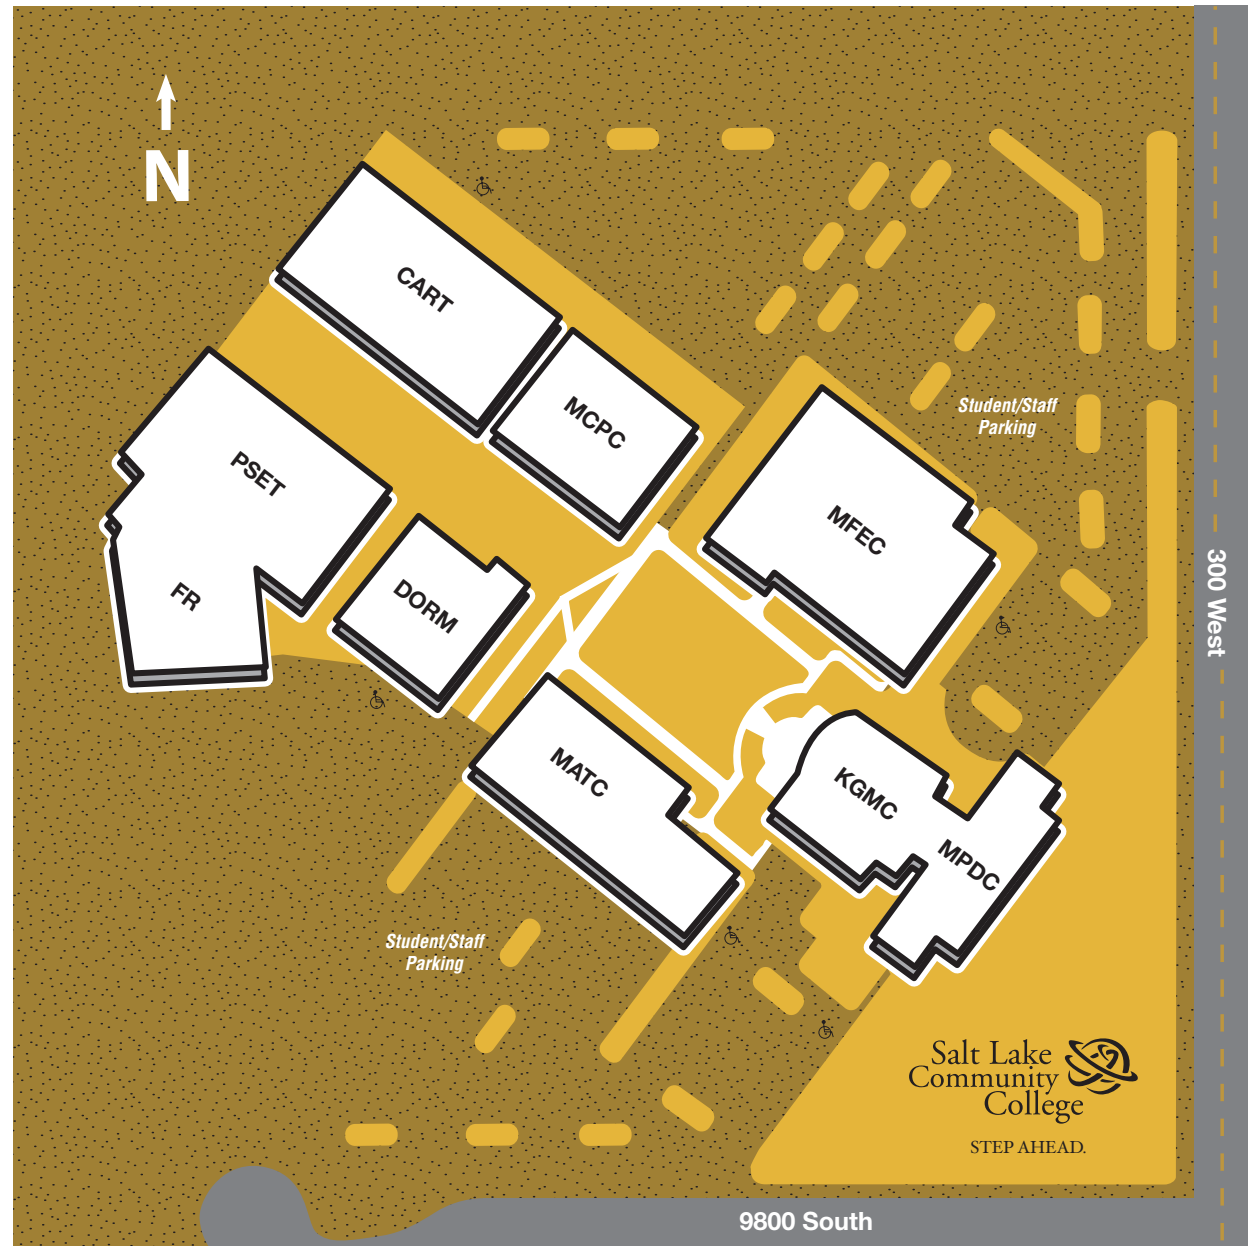 N
CART
MCPC
Student/Staff
Parking
PSET
MFEC
FR
DORM
300 West
MATC
KGMC
MPDC
Student/Staff
Parking
Salt Lake
Community
College
STEP AHEAD.
9800 South